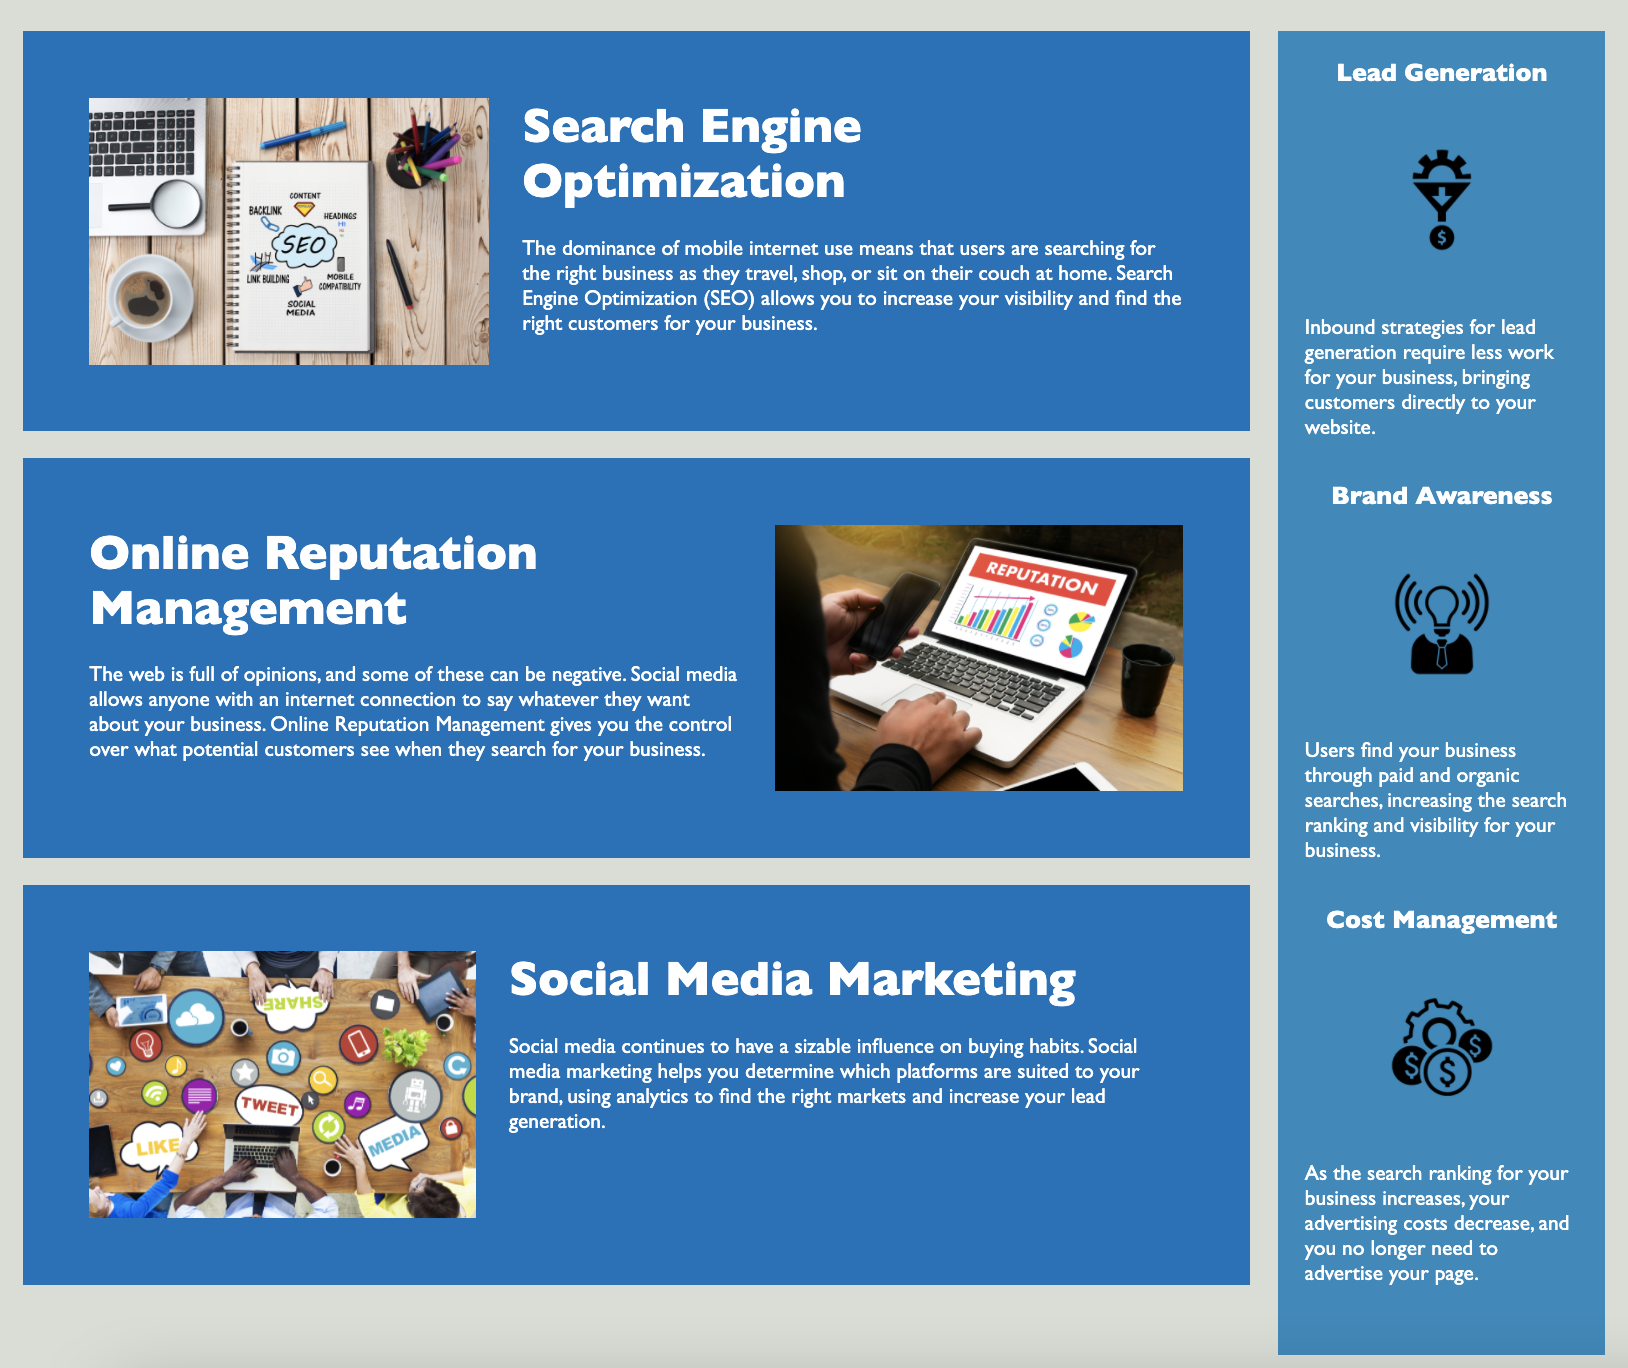 Search Engine
Optimization
The dominance of mobile internet use means that users are searching for
the right business as they travel, shop, or sit on their couch at home. Search
Engine Optimization (SEO) allows you to increase your visibility and find the
right customers for your business.
CONTENT
BACKLINK
HEADINGS
H1
SEO
LINK BUILDING
MOBILE
COMPATIBILITY
SOCIAL
MEDIA
Online Reputation
Management
The web is full of opinions, and some of these can be negative. Social media
allows anyone with an internet connection to say whatever they want
about your business. Online Reputation Management gives you the control
over what potential customers see when they search for your business.
REPUTATION
Social Media Marketing
Social media continues to have a sizable influence on buying habits. Social
media marketing helps you determine which platforms are suited to your
brand, using analytics to find the right markets and increase your lead
generation.
SHARE
TWEET
LIKE
MEDIA
Lead Generation
$
Inbound strategies for lead
generation require less work
for your business, bringing
customers directly to your
website.
Brand Awareness
Users find your business
through paid and organic
searches, increasing the search
ranking and visibility for your
business.
Cost Management
$ $ $
As the search ranking for your
business increases, your
advertising costs decrease, and
you no longer need to
advertise your page.